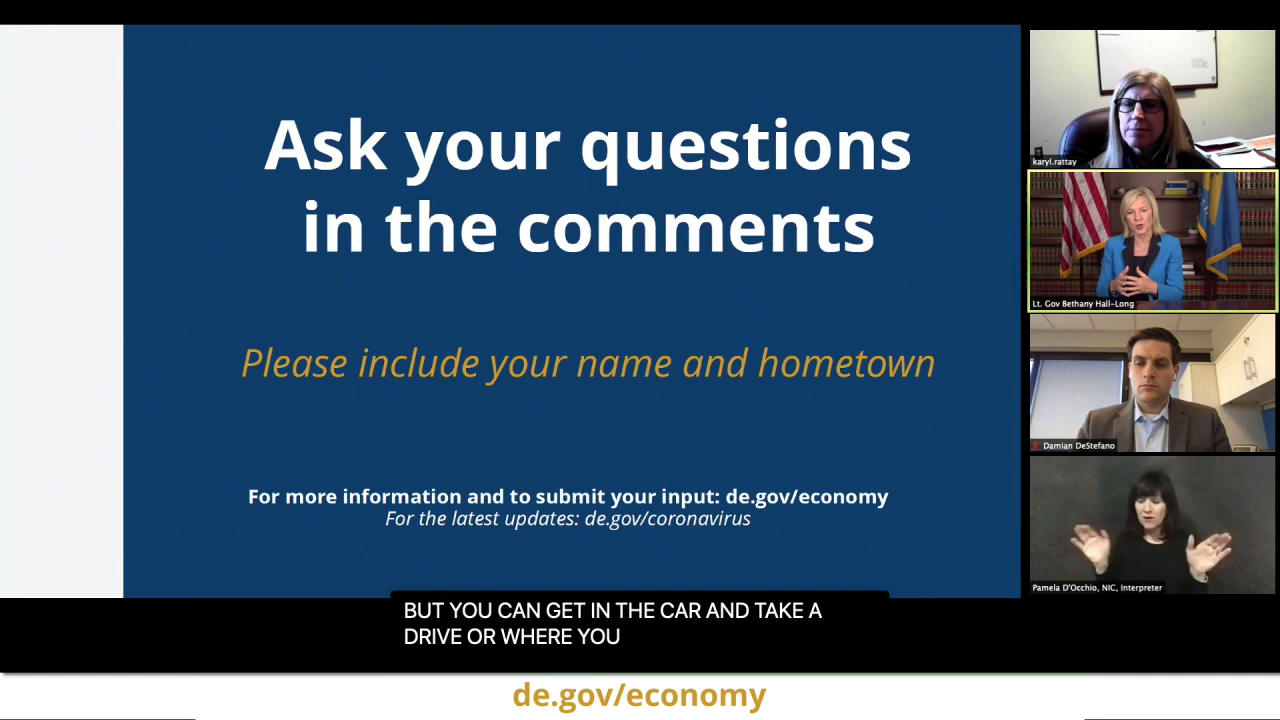 Ask your questions
in the comments
Please include your name and hometown
For more information and to submit your input: de.gov/economy
For the latest updates: de.gov/coronavirus
karyl.rattay
Lt. Gov Bethany Hall-Long
Damian DeStefano
Pamela D'Occhio, NIC, Interpreter
BUT YOU CAN GET IN THE CAR AND TAKE A
DRIVE OR WHERE YOU
de.gov/economy